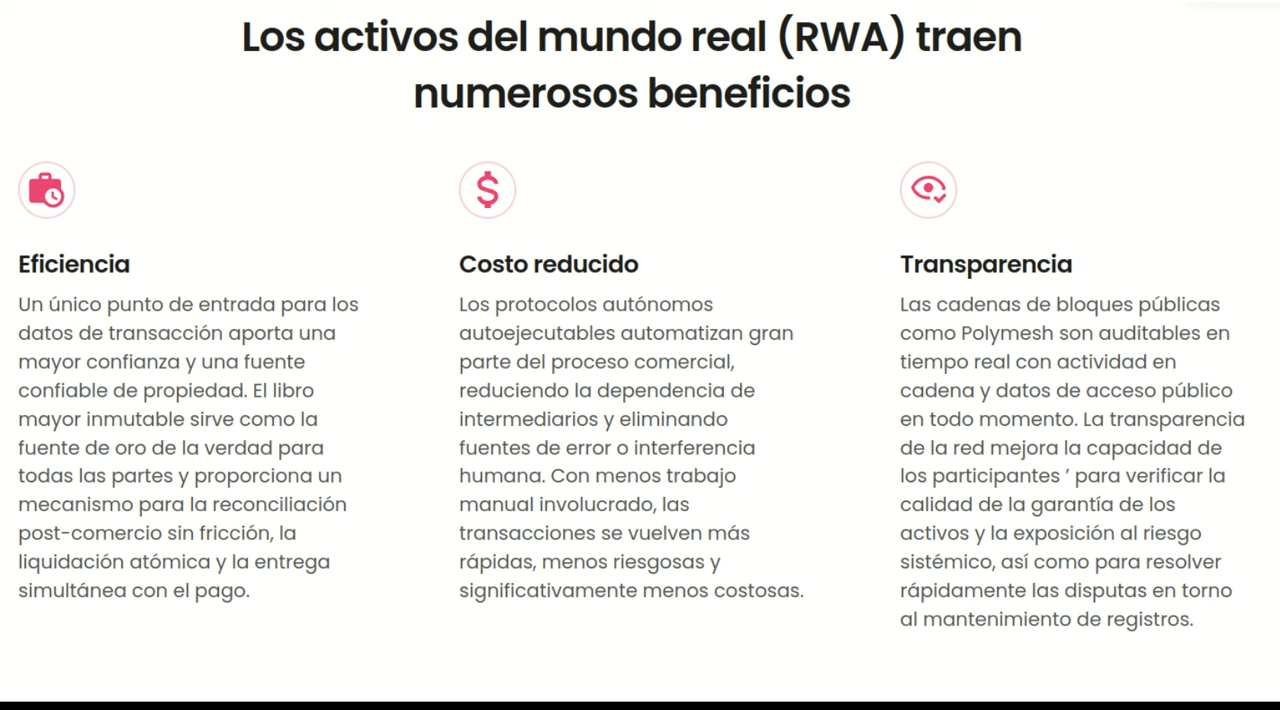 Los activos del mundo real (RWA) traen
numerosos beneficios
Eficiencia
Un único punto de entrada para los
datos de transacción aporta una
mayor confianza y una fuente
confiable de propiedad. El libro
mayor inmutable sirve como la
fuente de oro de la verdad para
todas las partes y proporciona un
mecanismo para la reconciliación
post-comercio sin fricción, la
liquidación atómica y la entrega
simultánea con el pago.
Costo reducido
Los protocolos autónomos
autoejecutables automatizan gran
parte del proceso comercial,
reduciendo la dependencia de
intermediarios y eliminando
fuentes de error o interferencia
humana. Con menos trabajo
manual involucrado, las
transacciones se vuelven más
rápidas, menos riesgosas y
significativamente menos costosas.
Transparencia
Las cadenas de bloques públicas
como Polymesh son auditables en
tiempo real con actividad en
cadena y datos de acceso público
en todo momento. La transparencia
de la red mejora la capacidad de
los participantes ’ para verificar la
calidad de la garantía de los
activos y la exposición al riesgo
sistémico, así como para resolver
rápidamente las disputas en torno
al mantenimiento de registros.